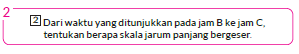 2
2 Dari waktu yang ditunjukkan pada jam B ke jam C,
tentukan berapa skala jarum panjang bergeser.